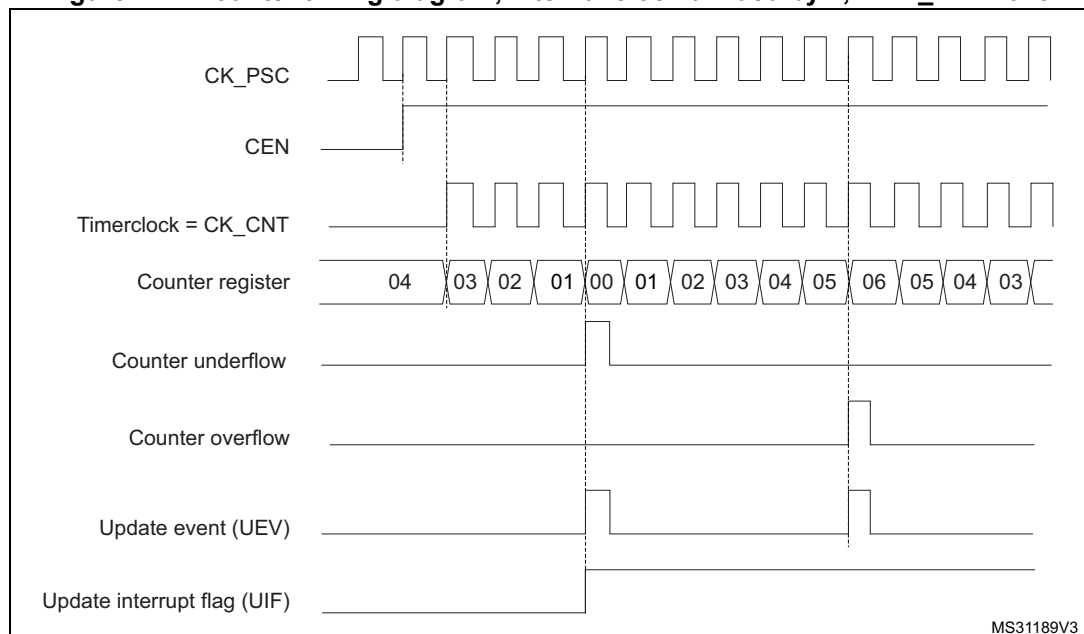 CK_PSC
CEN
Timerclock = CK_CNT
Counter register 04 03 02 01 00 01 02 03 04 05 06 05 04 03
Counter underflow
Counter overflow
Update event (UEV)
Update interrupt flag (UIF)
MS31189V3